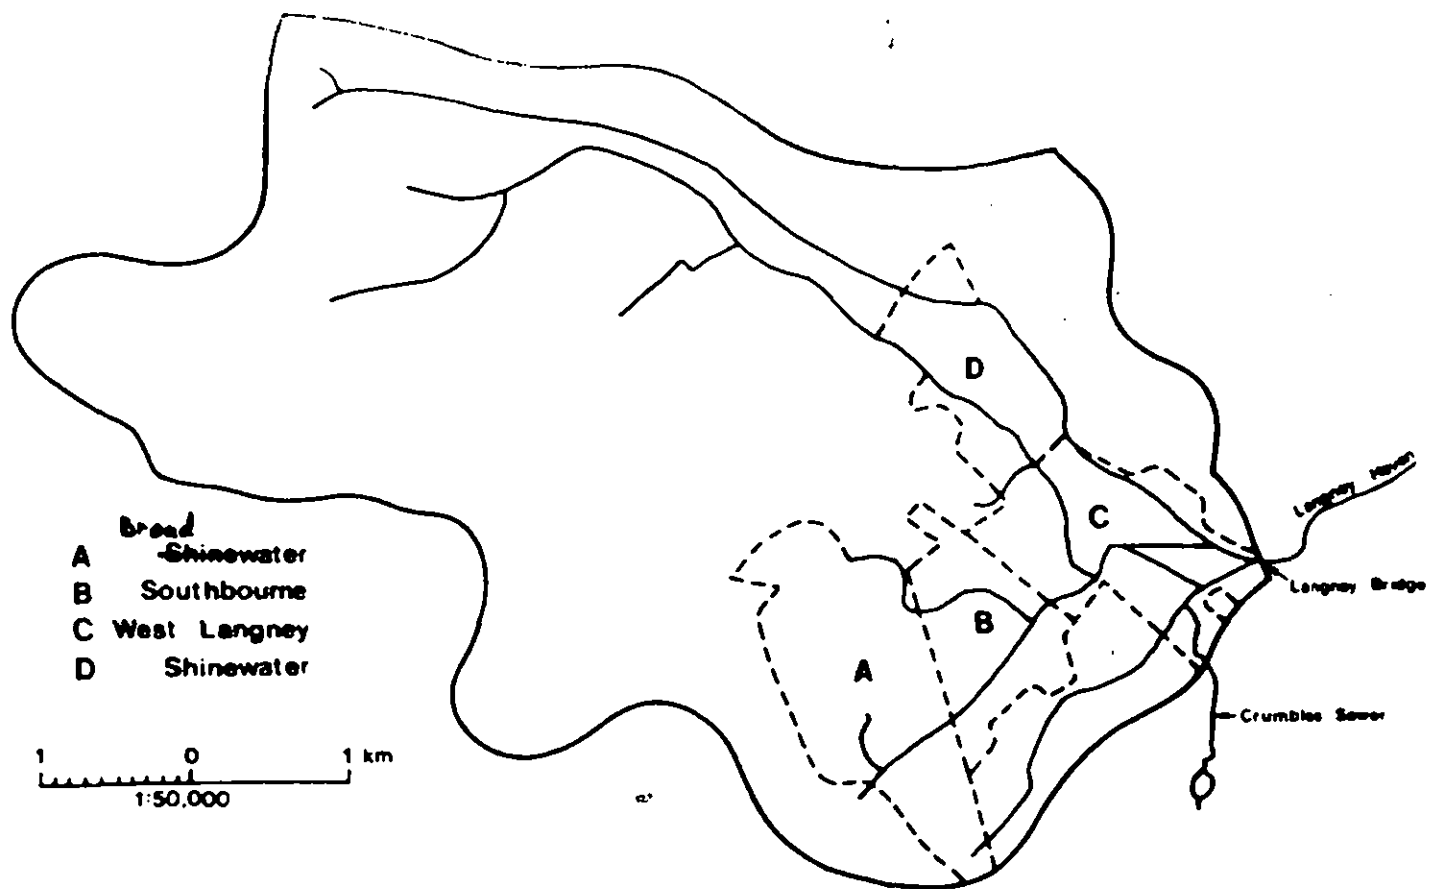 D
C
B
A
Langney Haven
Langney Bridge
Crumbles Sewer
Broad
A Shinewater
B Southbourne
C West Langney
D Shinewater
1 0 1 km
1:50,000